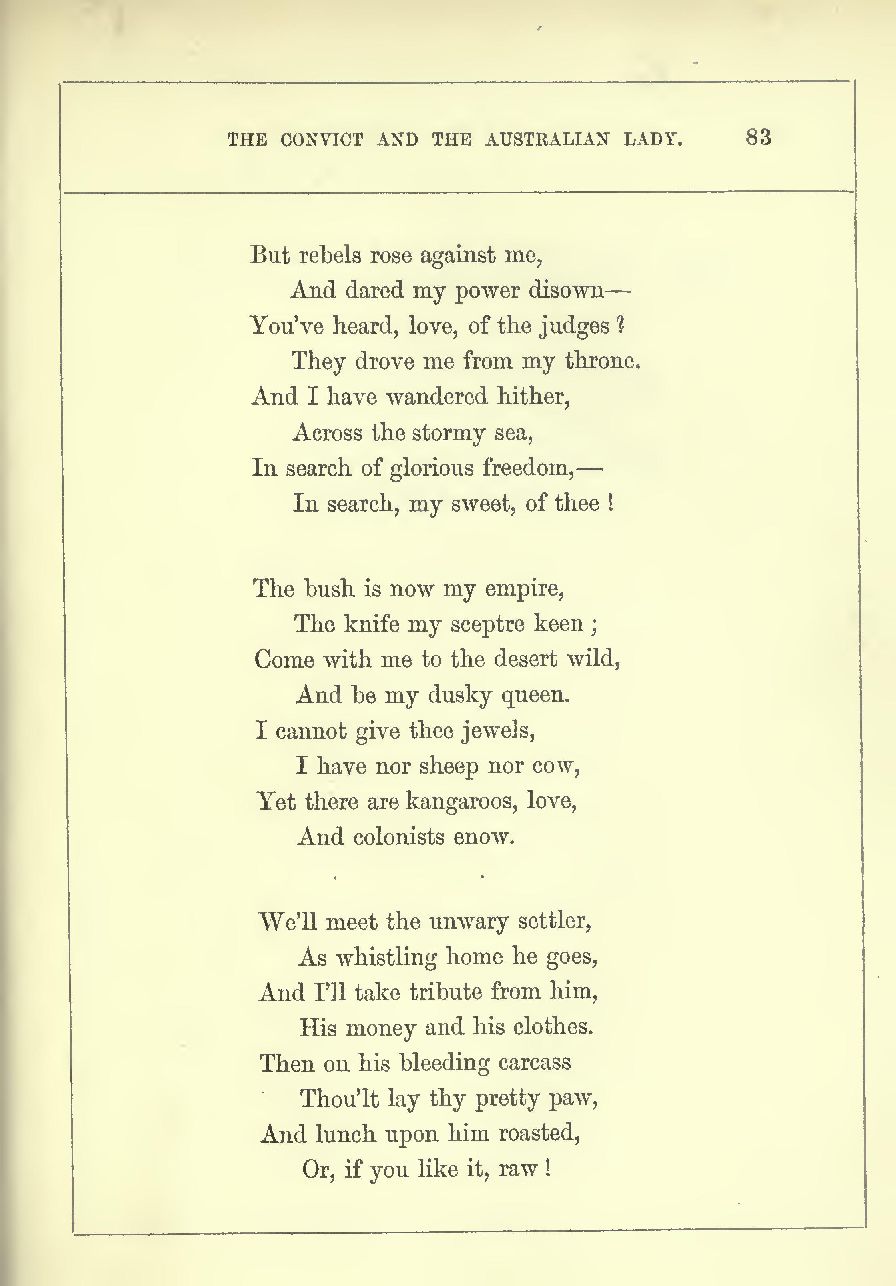 THE CONVICT AND THE AUSTRALIAN LADY. 83
But rebels rose against me,
And dared my power disown—
You've heard, love, of the judges?
They drove me from my throne.
And I have wandered hither,
Across the stormy sea,
In search of glorious freedom,—
In search, my sweet, of thee!
The bush is now my empire,
The knife my sceptre keen;
Come with me to the desert wild,
And be my dusky queen.
I cannot give thee jewels,
I have nor sheep nor cow,
Yet there are kangaroos, love,
And colonists enow.
We'll meet the unwary settler,
As whistling home he goes,
And I'll take tribute from him,
His money and his clothes.
Then on his bleeding carcass
Thou'lt lay thy pretty paw,
And lunch upon him roasted,
Or, if you like it, raw!